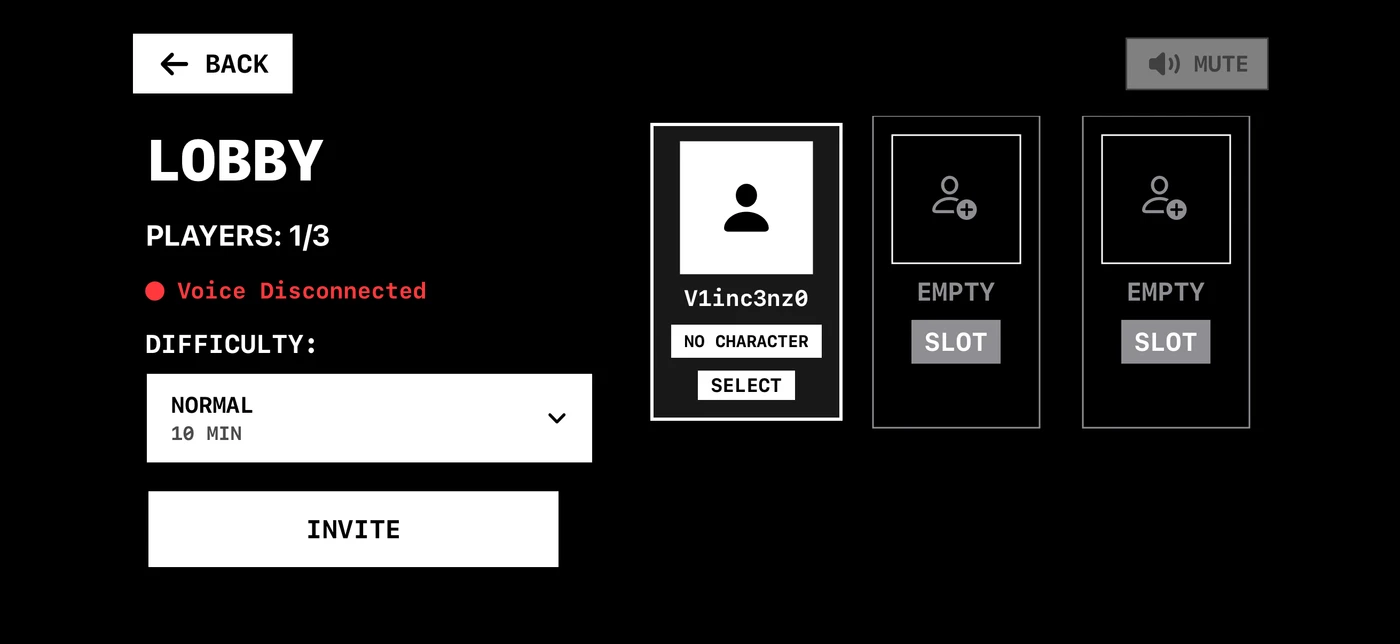 BACK
MUTE
LOBBY
PLAYERS: 1/3
Voice Disconnected
DIFFICULTY:
NORMAL
10 MIN
INVITE
V1inc3nz0
NO CHARACTER
SELECT
EMPTY
SLOT
EMPTY
SLOT